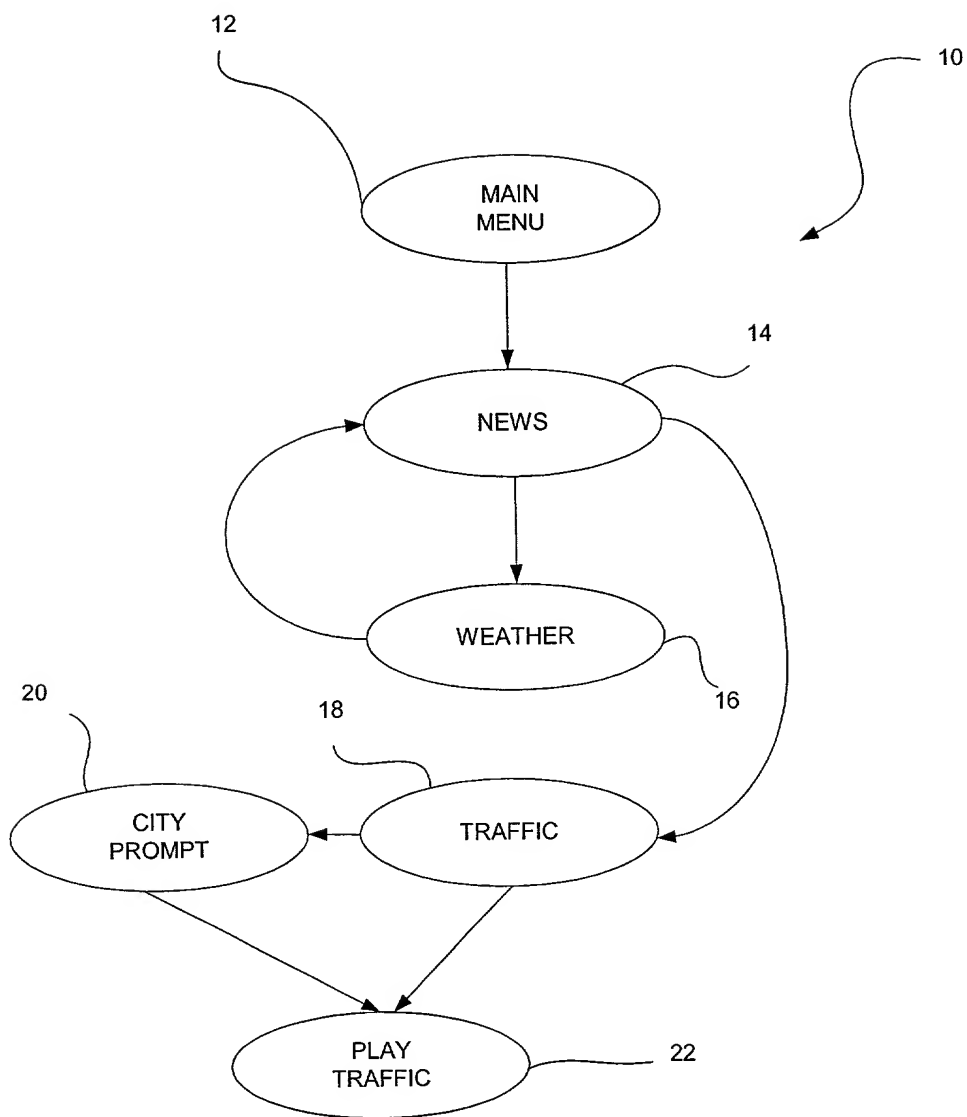 12
10
MAIN
MENU
14
NEWS
WEATHER
16
20
18
CITY
PROMPT
TRAFFIC
PLAY
TRAFFIC
22